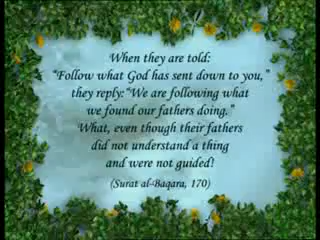 When they are told:
"Follow what God has sent down to you,"
they reply: "We are following what
we found our fathers doing."
What, even though their fathers
did not understand a thing
and were not guided!
(Surat al-Baqara, 170)